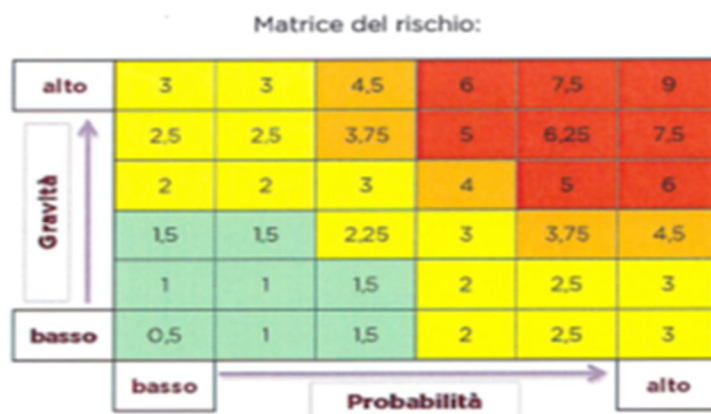 Matrice del rischio:
alto 3 3 4,5 6 7,5 9
2,5 2,5 3,75 5 6,25 7,5
2 2 3 4 5 6
Gravità
1,5 1,5 2,25 3 3,75 4,5
1 1 1,5 2 2,5 3
basso 0,5 1 1,5 2 2,5 3
basso alto
Probabilità